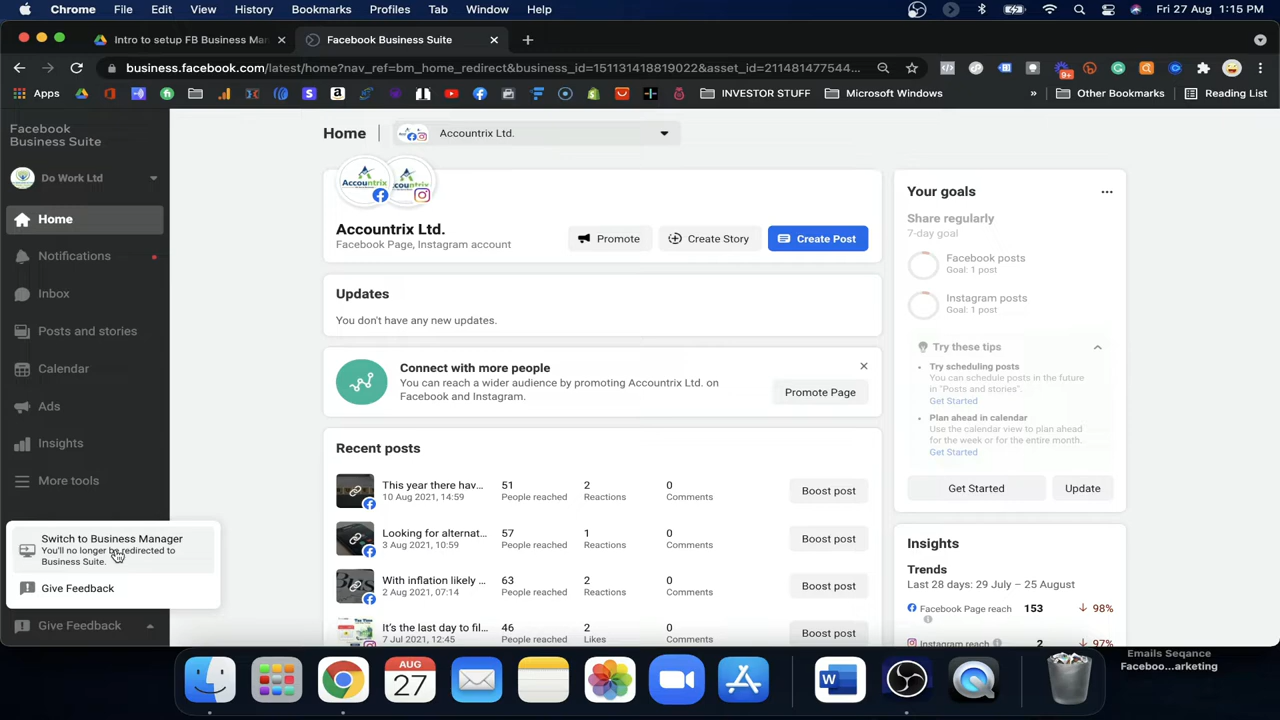 Chrome File Edit View History Bookmarks Profiles Tab Window Help Fri 27 Aug 1:15 PM
Intro to setup FB Business Man
Facebook Business Suite
business.facebook.com/latest/home?nav_ref=bm_home_redirect&business_id=151131418819022&asset_id=211481477544...
Apps
INVESTOR STUFF
Microsoft Windows
»
Other Bookmarks
Reading List
9+
Facebook
Business Suite
Do Work Ltd
Home
Notifications
Inbox
Posts and stories
Calendar
Ads
Insights
More tools
Switch to Business Manager
You'll no longer be redirected to
Business Suite.
Give Feedback
Give Feedback
Home
Accountrix Ltd.
Accountrix
Accountrix Ltd.
Facebook Page, Instagram account
Promote
Create Story
Create Post
Updates
You don't have any new updates.
Connect with more people
You can reach a wider audience by promoting Accountrix Ltd. on
Facebook and Instagram.
Promote Page
Recent posts
This year there hav... 51 2 0
10 Aug 2021, 14:59 People reached Reactions Comments
Boost post
Looking for alternat... 57 1 0
3 Aug 2021, 10:59 People reached Reactions Comments
Boost post
With inflation likely ... 63 2 0
2 Aug 2021, 07:14 People reached Reactions Comments
Boost post
It's the last day to fil... 46 2 0
7 Jul 2021, 12:45 People reached Likes Comments
Boost post
Your goals
Share regularly
7-day goal
Facebook posts
Goal: 1 post
Instagram posts
Goal: 1 post
Try these tips
Try scheduling posts
You can schedule posts in the future
in "Posts and stories".
Get Started
Plan ahead in calendar
Use the calendar view to plan ahead
for the week or for the entire month.
Get Started
Get Started
Update
Insights
Trends
Last 28 days: 29 July – 25 August
Facebook Page reach 153 ↓ 98%
Instagram reach 2 ↓ 97%
AUG
27
Emails Seqance
Faceboo...arketing